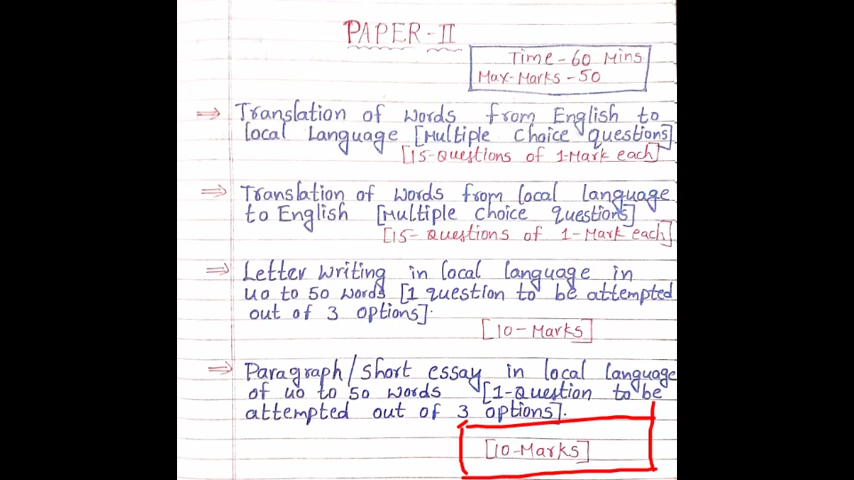 PAPER-II
Time-60 Mins
Max-Marks-50
⇒ Translation of words from English to
local Language [Multiple choice questions]
[15-Questions of 1-Mark each]
⇒ Translation of words from local language
to English [Multiple choice questions]
[15- Questions of 1-Mark each]
⇒ Letter writing in local language in
40 to 50 words [1 question to be attempted
out of 3 options].
[10-Marks]
⇒ Paragraph/short essay in local language
of 40 to 50 words [1-Question to be
attempted out of 3 options].
[10-Marks]